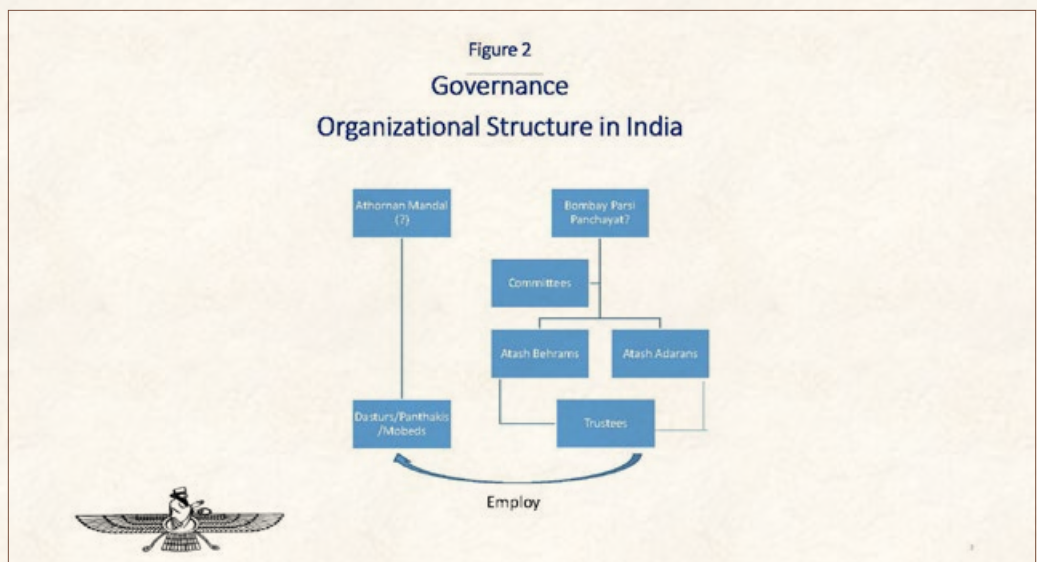 Figure 2
Governance
Organizational Structure in India
Athornan Mandal
(?)
Bombay Parsi
Panchayat?
Committees
Atash Behrams
Atash Adarans
Dasturs/Panthakis
/Mobeds
Trustees
Employ